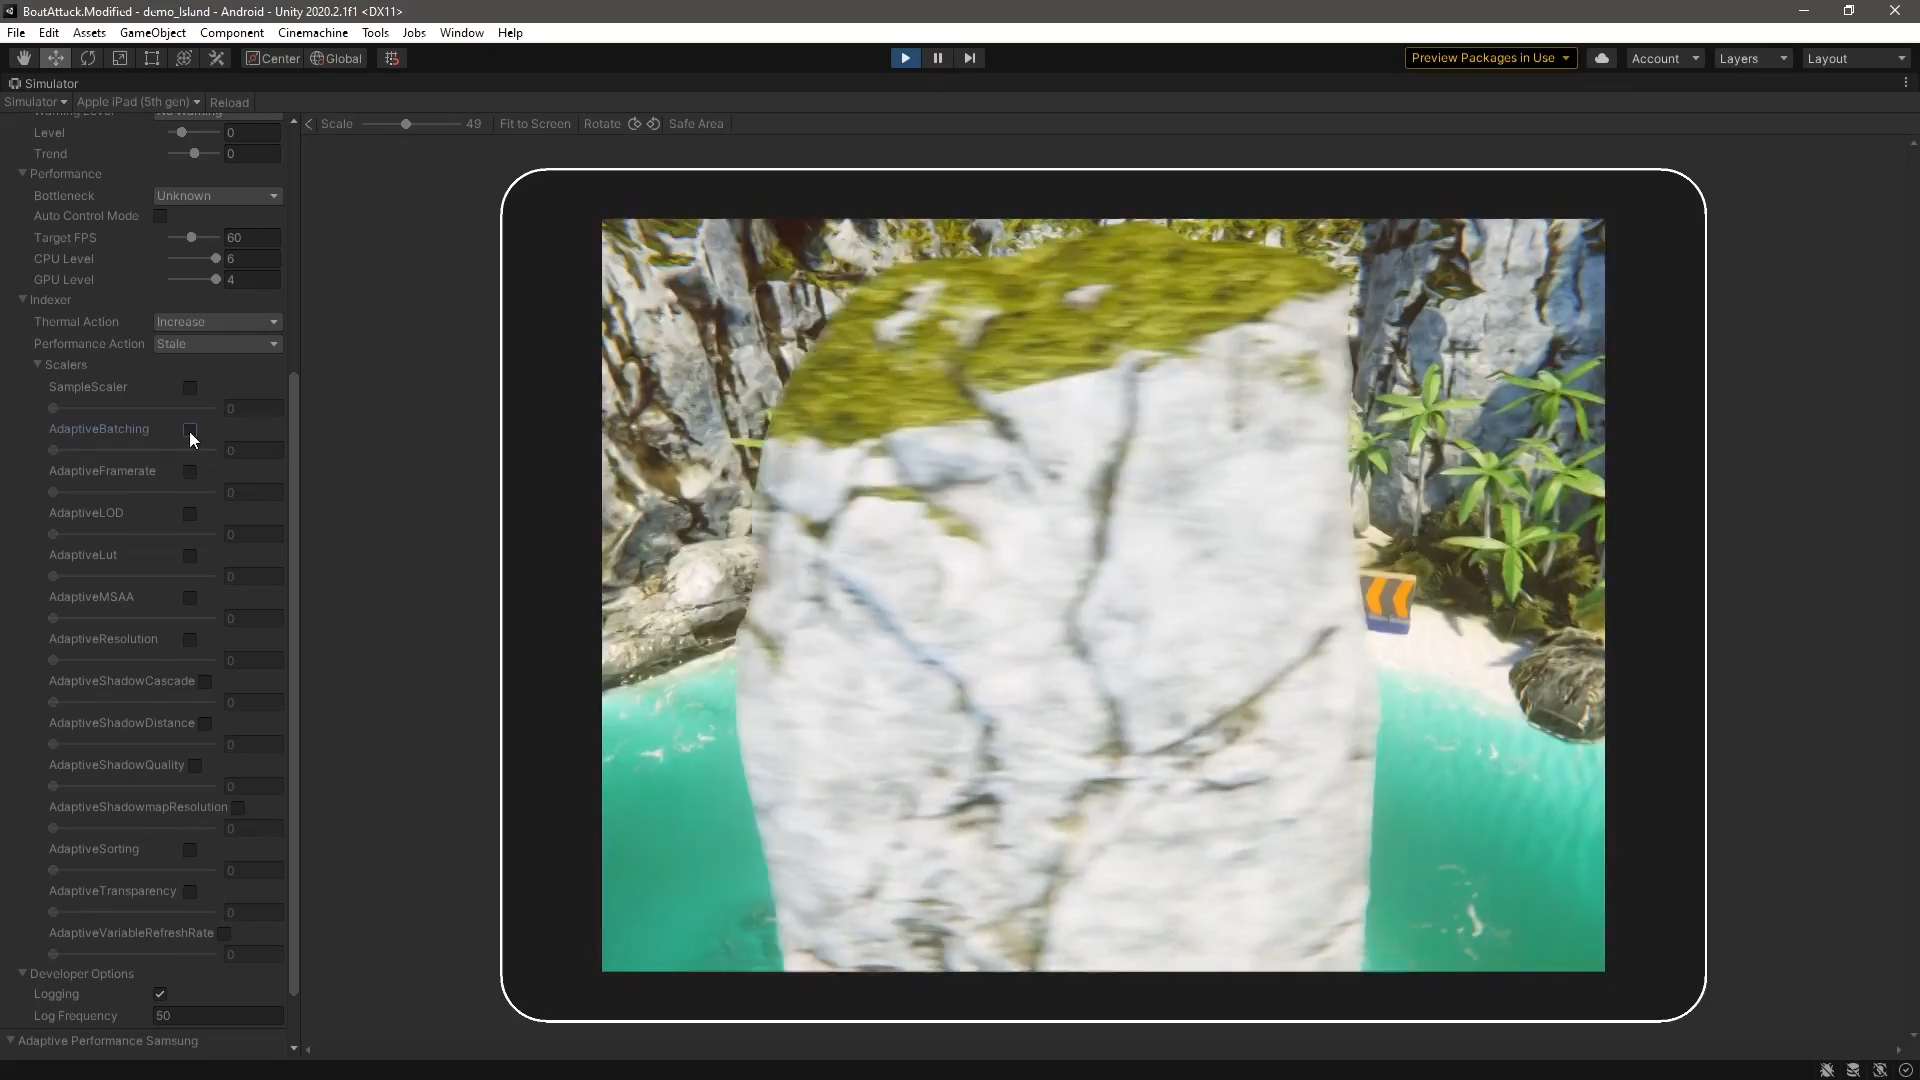 BoatAttack.Modified - demo_Island - Android - Unity 2020.2.1f1 <DX11>
File Edit Assets GameObject Component Cinemachine Tools Jobs Window Help
Center Global Preview Packages in Use Account Layers Layout
Simulator
Simulator Apple iPad (5th gen) Reload
Warning Level No Warning
Scale 49 Fit to Screen Rotate Safe Area
Level 0
Trend 0
Performance
Bottleneck Unknown
Auto Control Mode
Target FPS 60
CPU Level 6
GPU Level 4
Indexer
Thermal Action Increase
Performance Action Stale
Scalers
SampleScaler
0
AdaptiveBatching
0
AdaptiveFramerate
0
AdaptiveLOD
0
AdaptiveLut
0
AdaptiveMSAA
0
AdaptiveResolution
0
AdaptiveShadowCascade
0
AdaptiveShadowDistance
0
AdaptiveShadowQuality
0
AdaptiveShadowmapResolution
0
AdaptiveSorting
0
AdaptiveTransparency
0
AdaptiveVariableRefreshRate
0
Developer Options
Logging
Log Frequency 50
Adaptive Performance Samsung